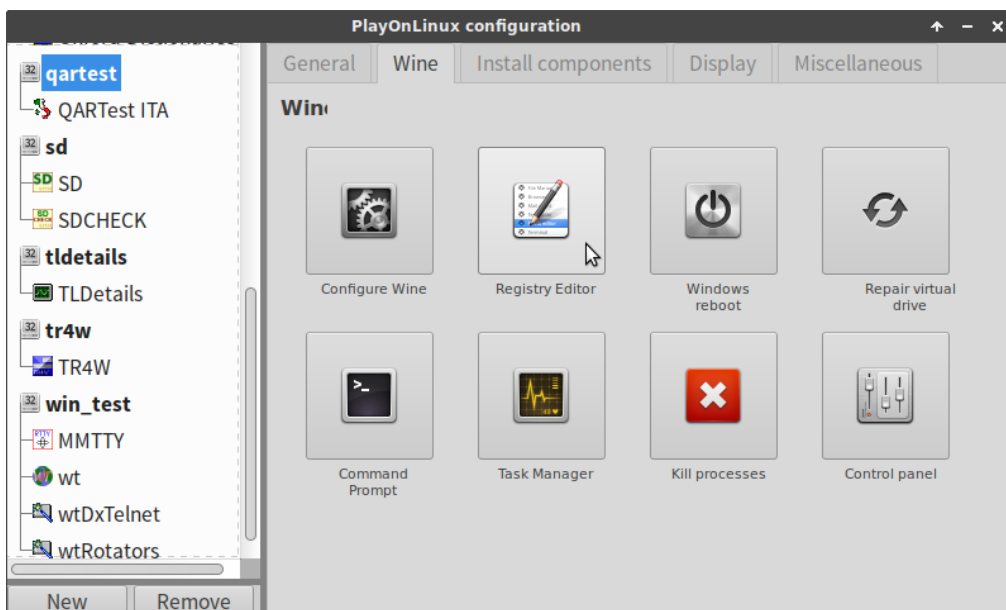 PlayOnLinux configuration
qartest
QARTest ITA
sd
SD
SDCHECK
tldetails
TLDetails
tr4w
TR4W
win_test
MMTTY
wt
wtDxTelnet
wtRotators
New
Remove
General
Wine
Install components
Display
Miscellaneous
Wine
Configure Wine
Registry Editor
Windows
reboot
Repair virtual
drive
Command
Prompt
Task Manager
Kill processes
Control panel